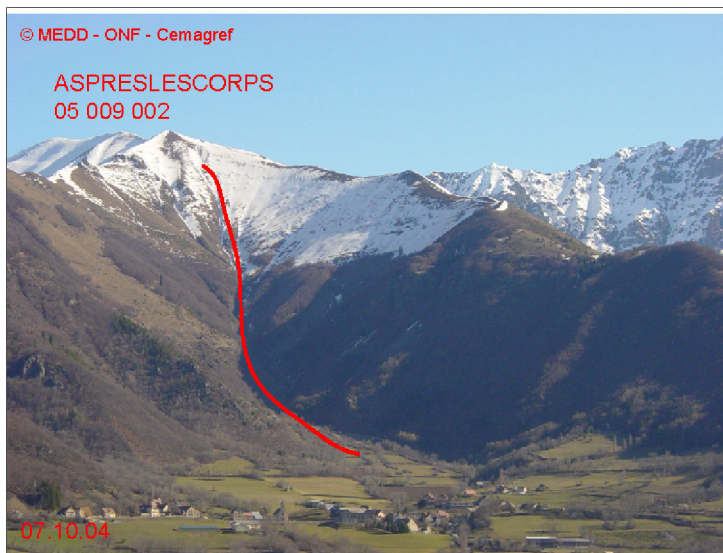 © MEDD - ONF - Cemagref
ASPRESLESCORPS
05 009 002
07.10.04